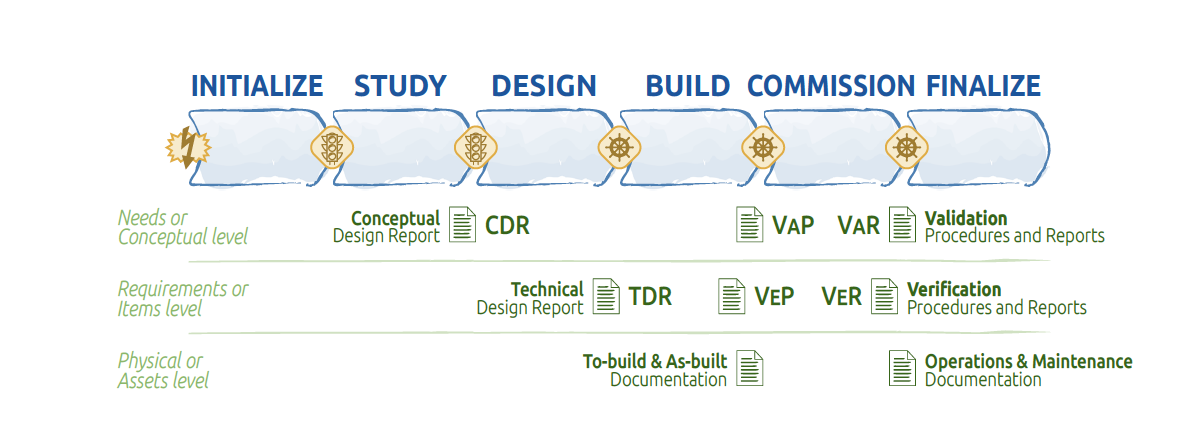 INITIALIZE STUDY DESIGN BUILD COMMISSION FINALIZE
Needs or
Conceptual level
Conceptual
Design Report
CDR
VAP
VAR
Validation
Procedures and Reports
Requirements or
Items level
Technical
Design Report
TDR
VEP
VER
Verification
Procedures and Reports
Physical or
Assets level
To-build & As-built
Documentation
Operations & Maintenance
Documentation